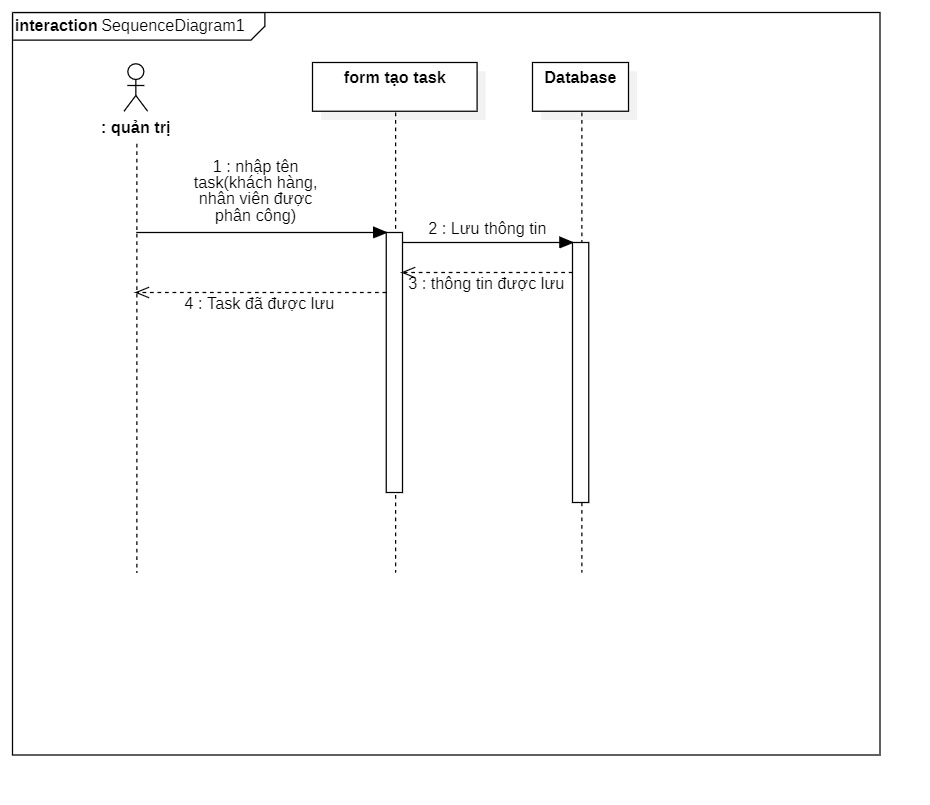 interaction SequenceDiagram1
form tạo task
Database
: quản trị
1 : nhập tên
task(khách hàng,
nhân viên được
phân công)
2 : Lưu thông tin
3 : thông tin được lưu
4 : Task đã được lưu